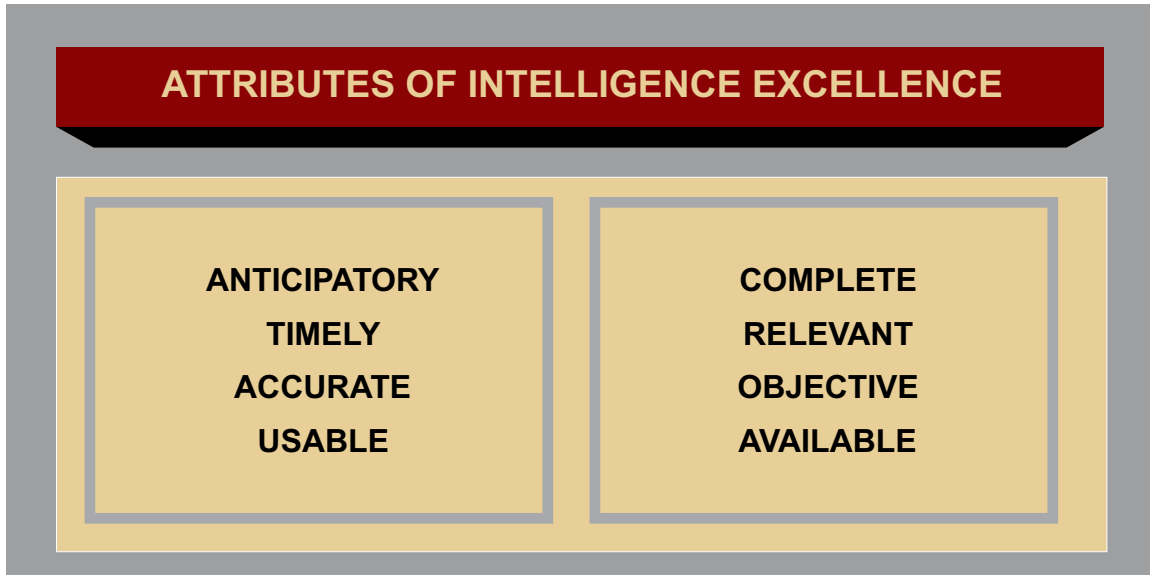 ATTRIBUTES OF INTELLIGENCE EXCELLENCE
ANTICIPATORY
TIMELY
ACCURATE
USABLE
COMPLETE
RELEVANT
OBJECTIVE
AVAILABLE